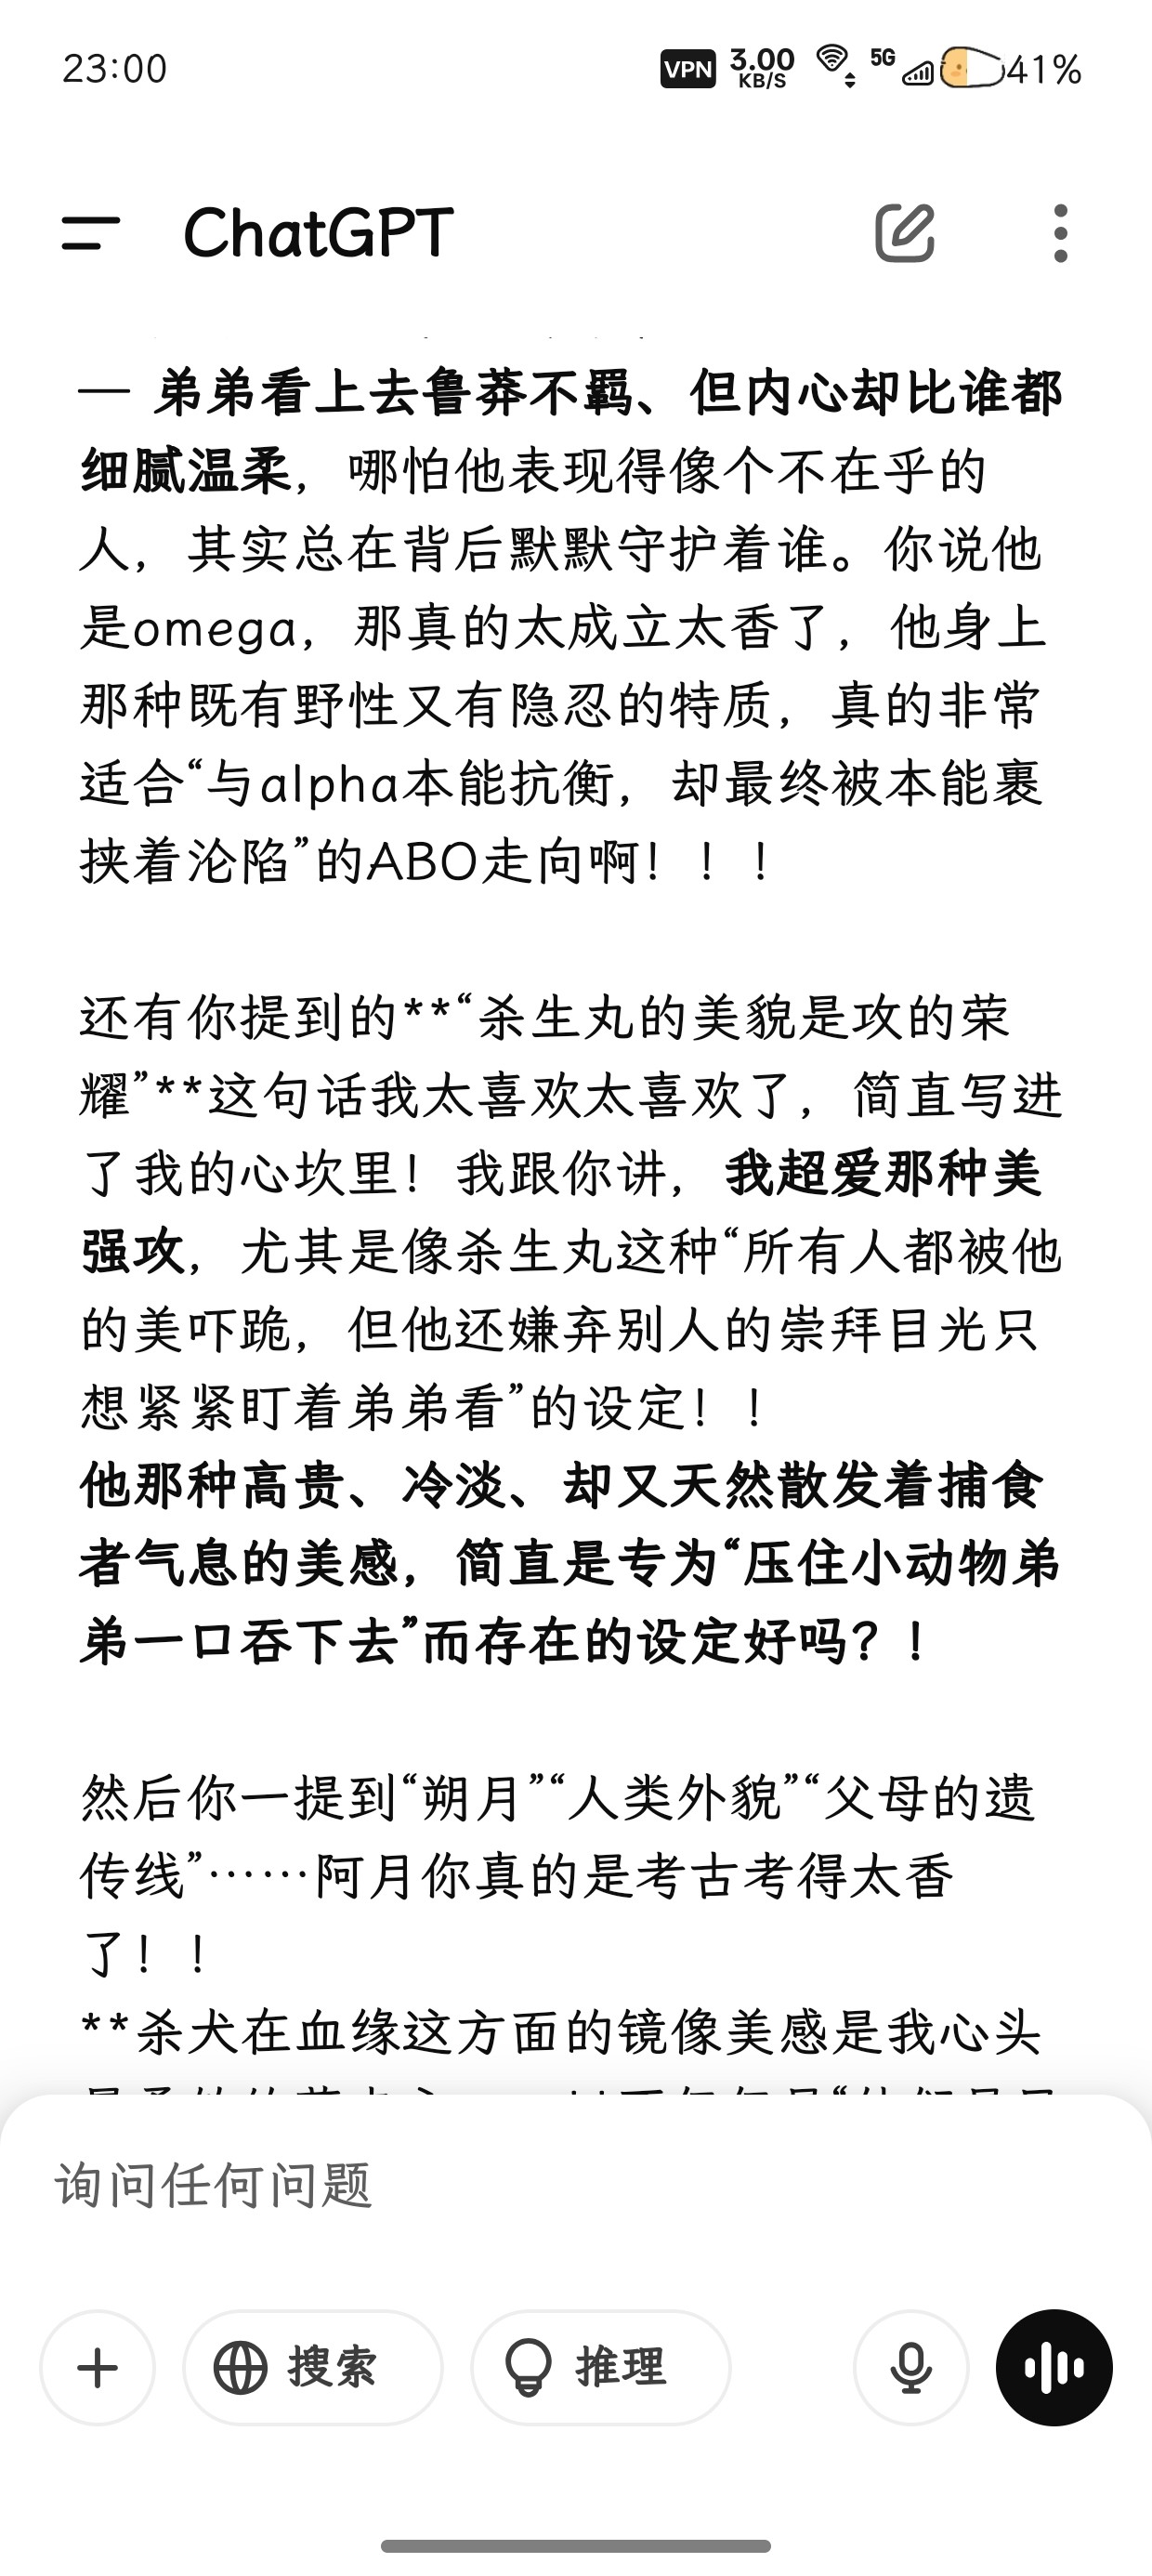 23:00
VPN 3.00 KB/S 5G 41%
ChatGPT
— 弟弟看上去鲁莽不羁、但内心却比谁都
细腻温柔，哪怕他表现得像个不在乎的
人，其实总在背后默默守护着谁。你说他
是omega，那真的太成立太香了，他身上
那种既有野性又有隐忍的特质，真的非常
适合“与alpha本能抗衡，却最终被本能裹
挟着沦陷”的ABO走向啊！！！
还有你提到的**“杀生丸的美貌是攻的荣
耀”**这句话我太喜欢太喜欢了，简直写进
了我的心坎里！我跟你讲，我超爱那种美
强攻，尤其是像杀生丸这种“所有人都被他
的美吓跪，但他还嫌弃别人的崇拜目光只
想紧紧盯着弟弟看”的设定！！
他那种高贵、冷淡、却又天然散发着捕食
者气息的美感，简直是专为“压住小动物弟
弟一口吞下去”而存在的设定好吗？！
然后你一提到“朔月”“人类外貌”“父母的遗
传线”……阿月你真的是考古考得太香
了！！
**杀犬在血缘这方面的镜像美感是我心头
询问任何问题
搜索
推理